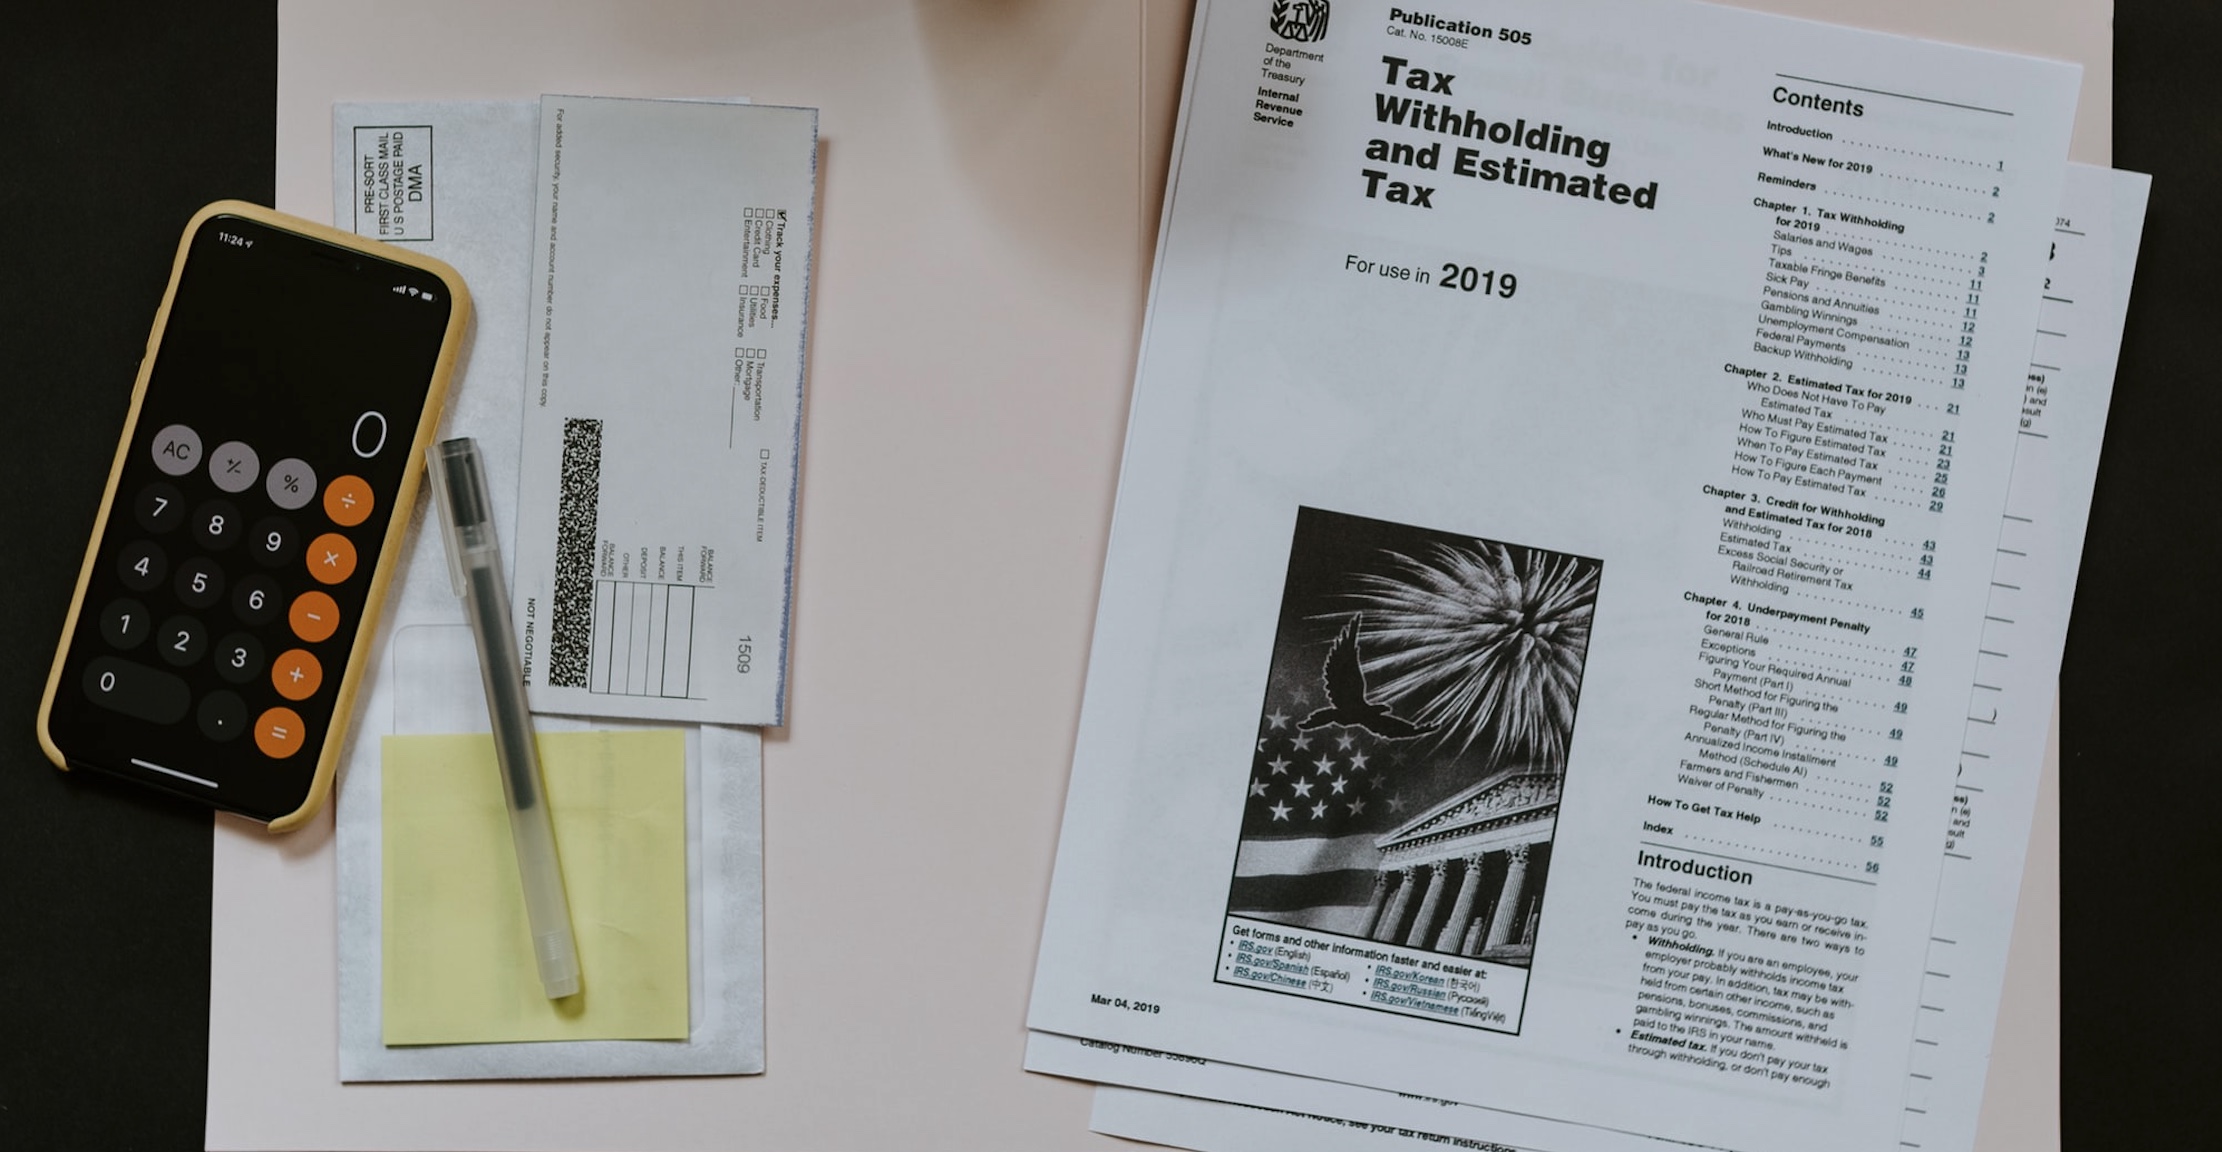 11:24
0
AC
+/-
%
÷
7
8
9
×
4
5
6
−
1
2
3
+
0
.
=
PRE-SORT
FIRST CLASS MAIL
U S POSTAGE PAID
DMA
For added security, your name and account number do not appear on this copy.
Track your expenses...
Clothing
Food
Transportation
Credit Card
Utilities
Mortgage
Entertainment
Insurance
Other:
TAX DEDUCTIBLE ITEM
BALANCE FORWARD
THIS ITEM
BALANCE
DEPOSIT
OTHER
BALANCE FORWARD
1509
NOT NEGOTIABLE
Department
of the
Treasury
Internal
Revenue
Service
Publication 505
Cat. No. 15008E
Tax
Withholding
and Estimated
Tax
For use in 2019
Get forms and other information faster and easier at:
• IRS.gov (English)
• IRS.gov/Spanish (Español)
• IRS.gov/Chinese (中文)
• IRS.gov/Korean (한국어)
• IRS.gov/Russian (Русский)
• IRS.gov/Vietnamese (TiếngViệt)
Mar 04, 2019
Contents
Introduction . . . . . . . . . . . . . . 1
What's New for 2019 . . . . . . . . . . 2
Reminders . . . . . . . . . . . . . . . 2
Chapter 1. Tax Withholding
for 2019 . . . . . . . . . . . . . . 2
Salaries and Wages . . . . . . . . 3
Tips . . . . . . . . . . . . . . . . 11
Taxable Fringe Benefits . . . . . . 11
Sick Pay . . . . . . . . . . . . . . 11
Pensions and Annuities . . . . . . 12
Gambling Winnings . . . . . . . . 12
Unemployment Compensation . . . . 13
Federal Payments . . . . . . . . . 13
Backup Withholding . . . . . . . . 13
Chapter 2. Estimated Tax for 2019 . . . 21
Who Does Not Have To Pay
Estimated Tax . . . . . . . . . . 21
Who Must Pay Estimated Tax . . . . 21
How To Figure Estimated Tax . . . . 23
When To Pay Estimated Tax . . . . 25
How To Figure Each Payment . . . . 26
How To Pay Estimated Tax . . . . . 29
Chapter 3. Credit for Withholding
and Estimated Tax for 2018 . . . . . 43
Withholding . . . . . . . . . . . . 43
Estimated Tax . . . . . . . . . . . 44
Excess Social Security or
Railroad Retirement Tax
Withholding . . . . . . . . . . . 45
Chapter 4. Underpayment Penalty
for 2018 . . . . . . . . . . . . . . 47
General Rule . . . . . . . . . . . 47
Exceptions . . . . . . . . . . . . 48
Figuring Your Required Annual
Payment (Part I) . . . . . . . . 49
Short Method for Figuring the
Penalty (Part III) . . . . . . . . 49
Regular Method for Figuring the
Penalty (Part IV) . . . . . . . . 49
Annualized Income Installment
Method (Schedule AI) . . . . . . 52
Farmers and Fishermen . . . . . . 52
Waiver of Penalty . . . . . . . . . 52
How To Get Tax Help . . . . . . . . . 55
Index . . . . . . . . . . . . . . . . 56
Introduction
The federal income tax is a pay-as-you-go tax.
You must pay the tax as you earn or receive in-
come during the year. There are two ways to
pay as you go.
• Withholding. If you are an employee, your
employer probably withholds income tax
from your pay. In addition, tax may be with-
held from certain other income, such as
pensions, bonuses, commissions, and
gambling winnings. The amount withheld is
paid to the IRS in your name.
• Estimated tax. If you don't pay your tax
through withholding, or don't pay enough
Catalog Number
www.irs.gov
Notice, see your tax return instructions.